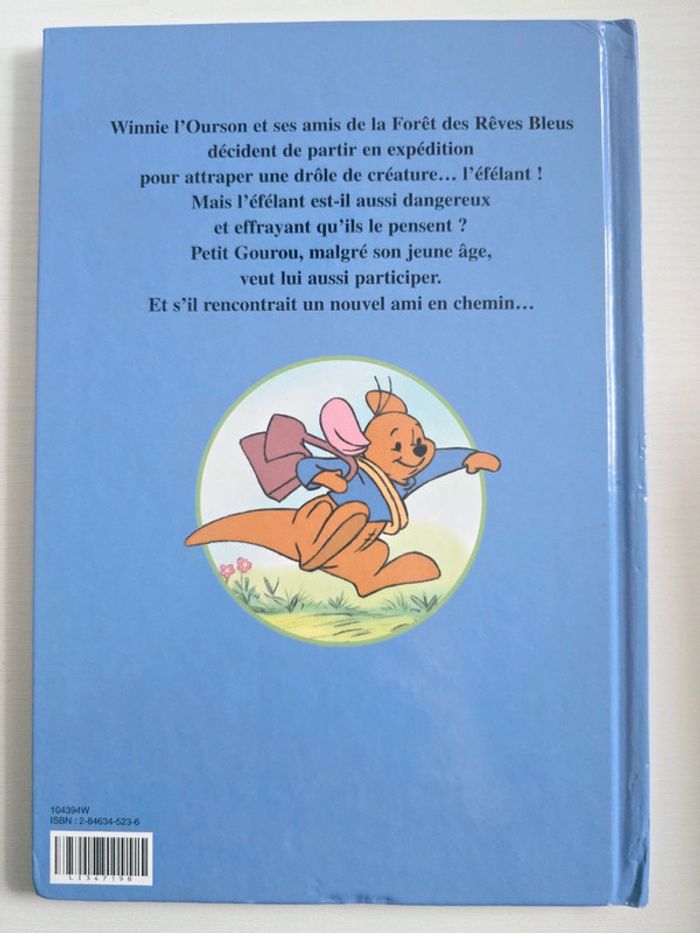 Winnie l'Ourson et ses amis de la Forêt des Rêves Bleus
décident de partir en expédition
pour attraper une drôle de créature… l'éfélant !
Mais l'éfélant est-il aussi dangereux
et effrayant qu'ils le pensent ?
Petit Gourou, malgré son jeune âge,
veut lui aussi participer.
Et s'il rencontrait un nouvel ami en chemin…
104394W
ISBN : 2-84634-523-6
LI347198